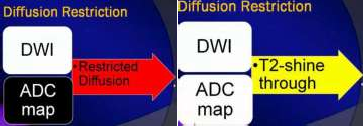 Diffusion Restriction
DWI
•Restricted
Diffusion
ADC
map
Diffusion Restriction
DWI
•T2-shine
through
ADC
map